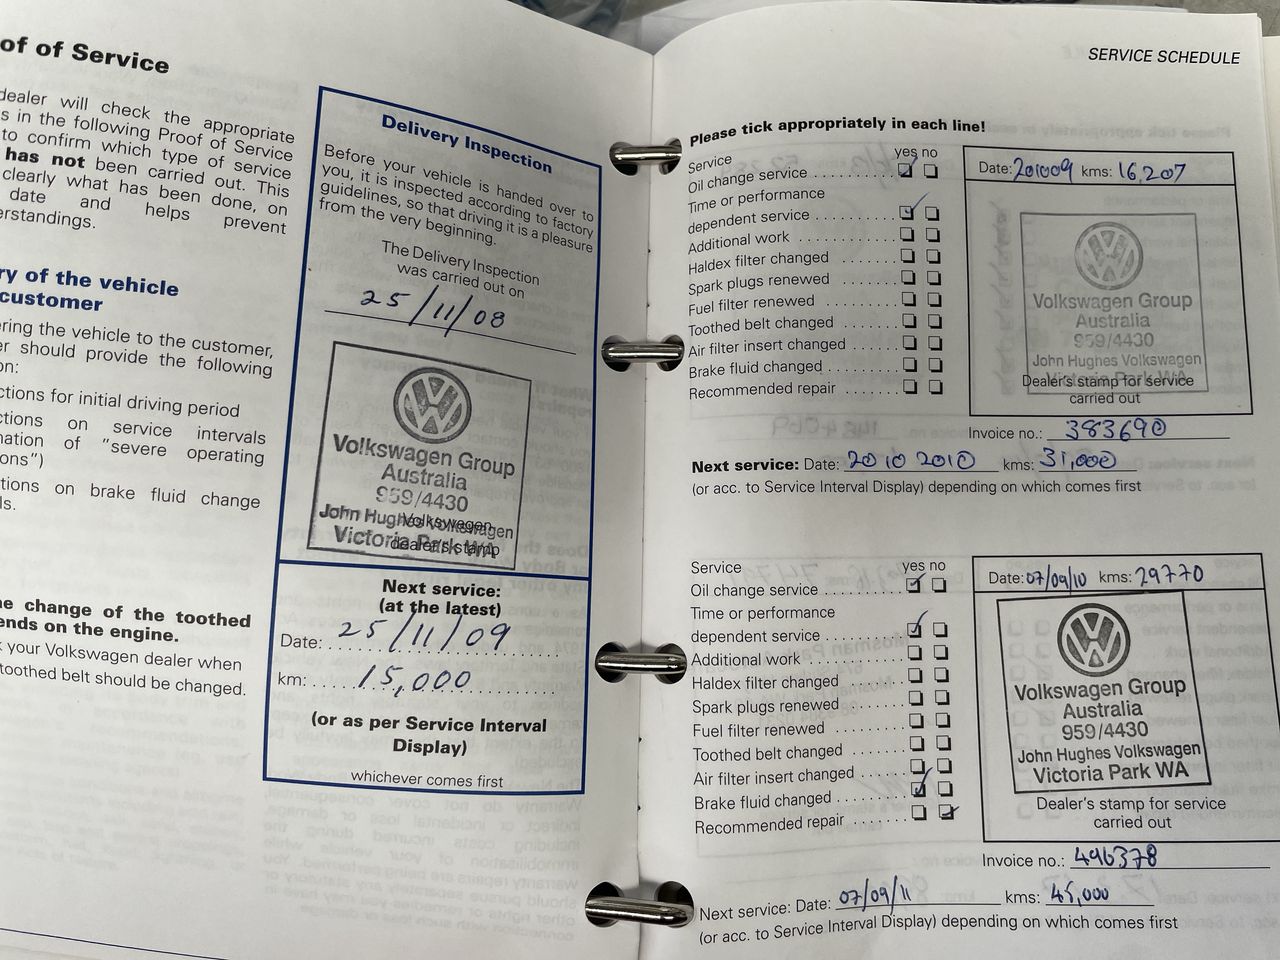 of of Service
dealer will check the appropriate
s in the following Proof of Service
to confirm which type of service
has not been carried out. This
clearly what has been done, on
date and helps prevent
erstandings.
ry of the vehicle
customer
ering the vehicle to the customer,
er should provide the following
on:
ctions for initial driving period
ctions on service intervals
nation of "severe operating
ons")
ctions on brake fluid change
ls.
ne change of the toothed
ends on the engine.
k your Volkswagen dealer when
toothed belt should be changed.
Delivery Inspection
Before your vehicle is handed over to
you, it is inspected according to factory
guidelines, so that driving it is a pleasure
from the very beginning.
The Delivery Inspection
was carried out on
25/11/08
Volkswagen Group
Australia
959/4430
John Hughes Volkswagen
Victoria Park WA
Volkswagen
dealer's stamp
Next service:
(at the latest)
Date: 25/11/09
km: 15,000
(or as per Service Interval
Display)
whichever comes first
SERVICE SCHEDULE
Please tick appropriately in each line!
Service yes no
Oil change service
Time or performance
dependent service
Additional work
Haldex filter changed
Spark plugs renewed
Fuel filter renewed
Toothed belt changed
Air filter insert changed
Brake fluid changed
Recommended repair
Date: 201009 kms: 16,207
Volkswagen Group
Australia
959/4430
John Hughes Volkswagen
Victoria Park WA
Dealer's stamp for service
carried out
Invoice no.: 383690
Next service: Date: 20 10 2010 kms: 31,000
(or acc. to Service Interval Display) depending on which comes first
Service yes no
Oil change service
Time or performance
dependent service
Additional work
Haldex filter changed
Spark plugs renewed
Fuel filter renewed
Toothed belt changed
Air filter insert changed
Brake fluid changed
Recommended repair
Date: 07/09/10 kms: 29770
Volkswagen Group
Australia
959/4430
John Hughes Volkswagen
Victoria Park WA
Dealer's stamp for service
carried out
Invoice no.: 496378
Next service: Date: 07/09/11 kms: 45,000
(or acc. to Service Interval Display) depending on which comes first